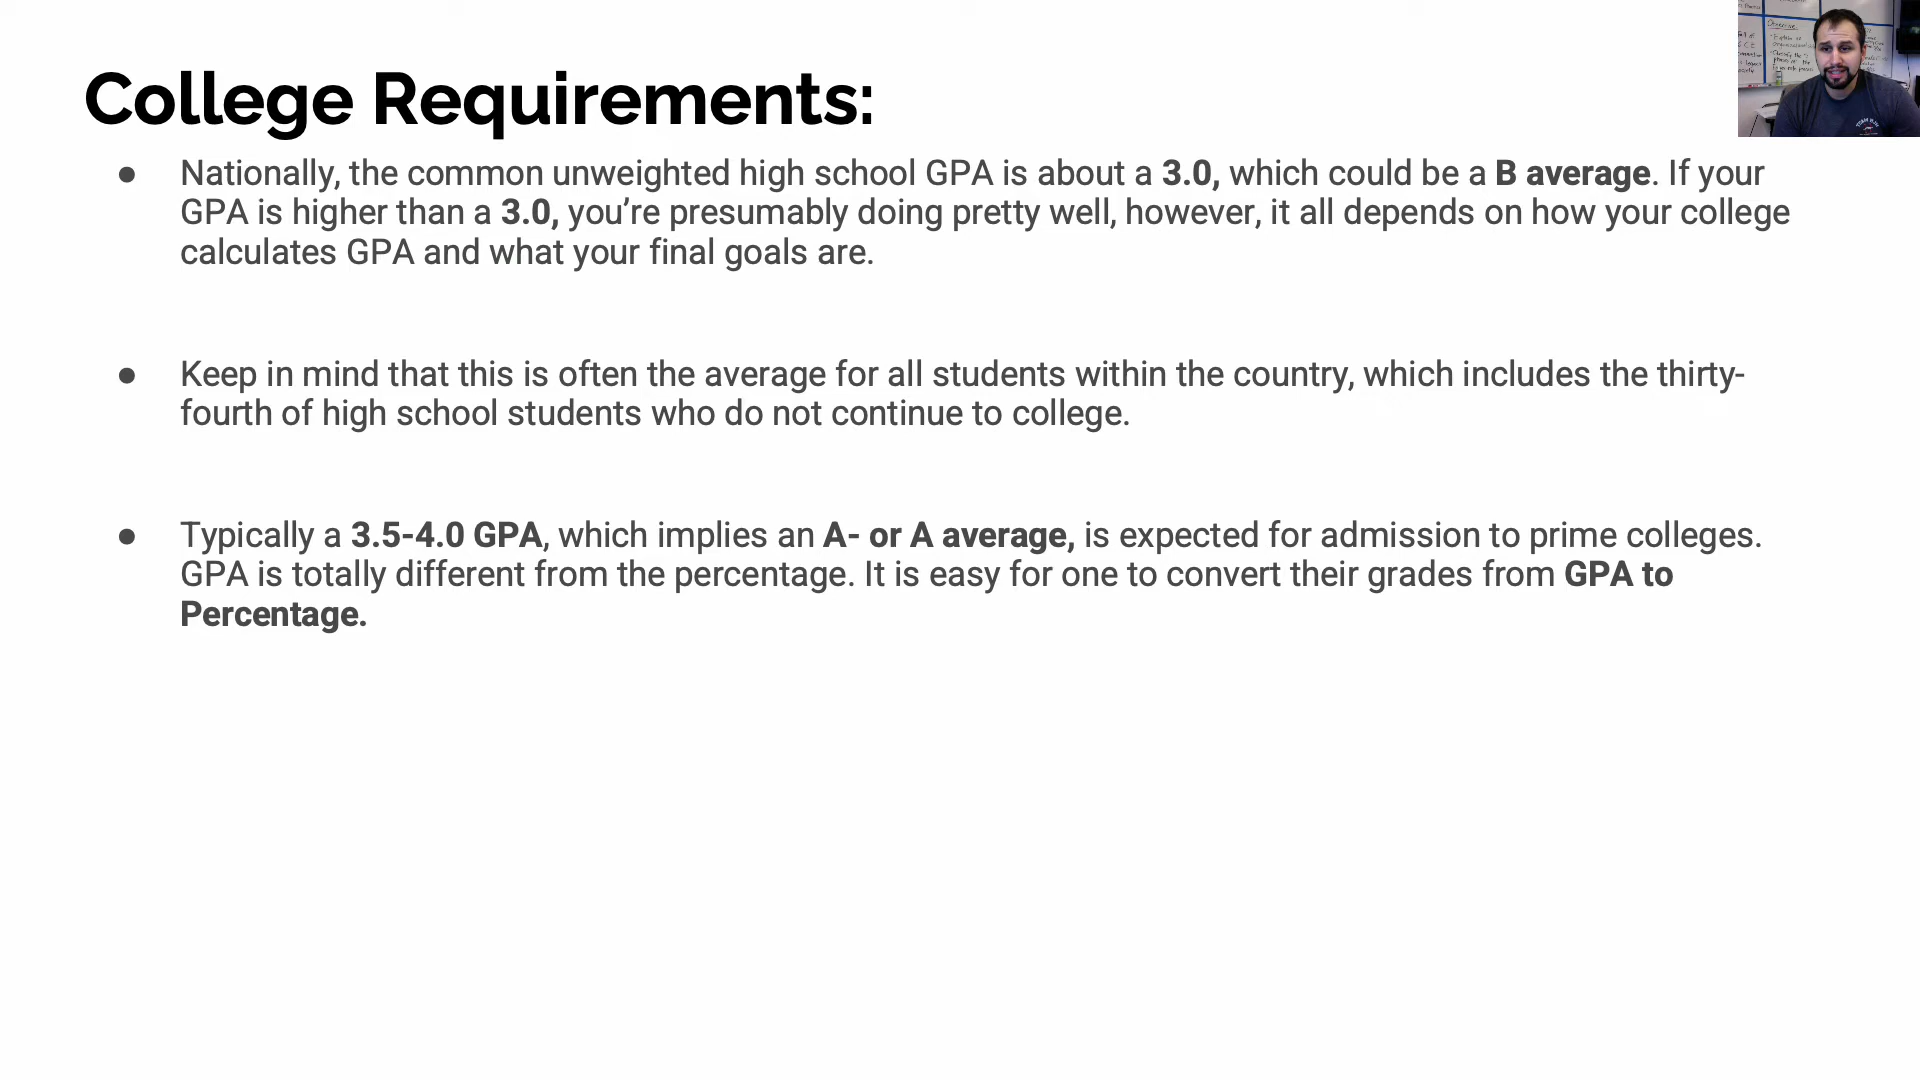 College Requirements:
● Nationally, the common unweighted high school GPA is about a 3.0, which could be a B average. If your
GPA is higher than a 3.0, you’re presumably doing pretty well, however, it all depends on how your college
calculates GPA and what your final goals are.
● Keep in mind that this is often the average for all students within the country, which includes the thirty-
fourth of high school students who do not continue to college.
● Typically a 3.5-4.0 GPA, which implies an A- or A average, is expected for admission to prime colleges.
GPA is totally different from the percentage. It is easy for one to convert their grades from GPA to
Percentage.
Objective